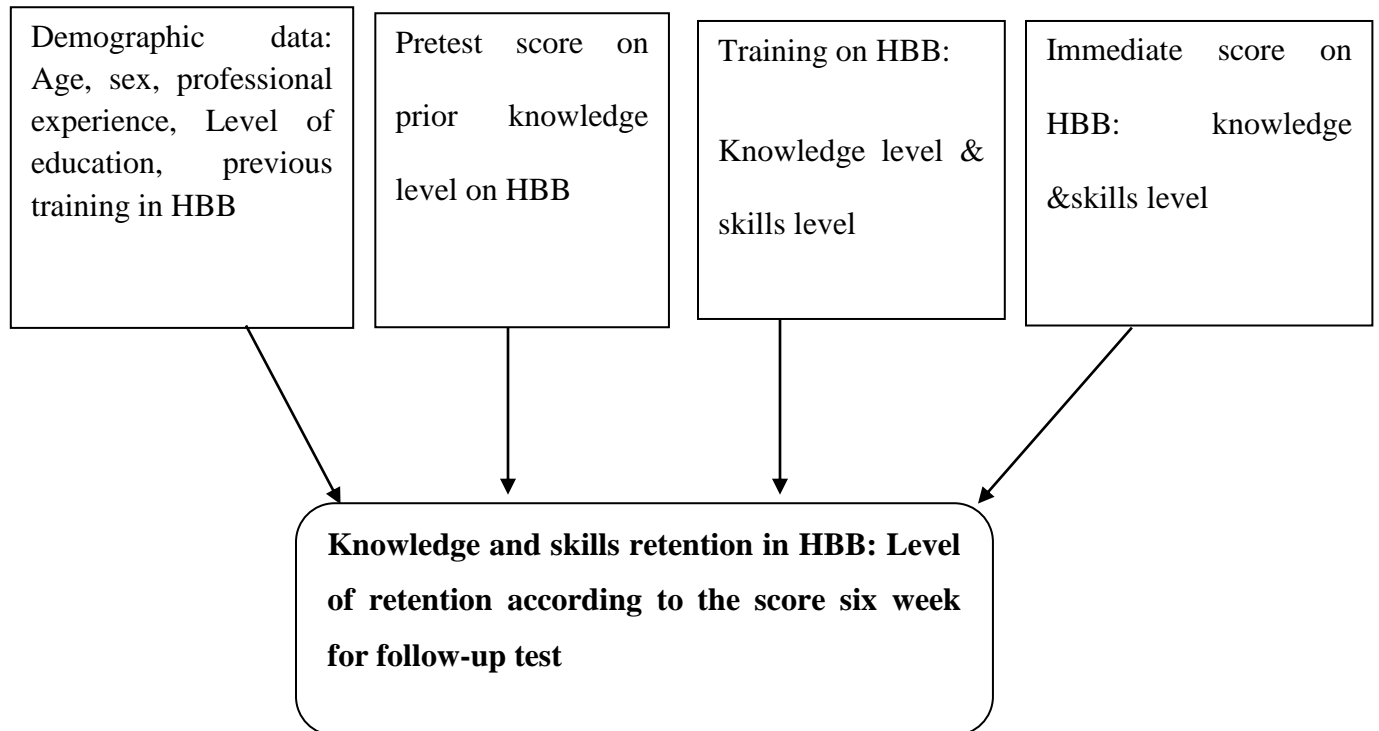 Demographic data:
Age, sex, professional
experience, Level of
education, previous
training in HBB
Pretest score on
prior knowledge
level on HBB
Training on HBB:
Knowledge level &
skills level
Immediate score on
HBB: knowledge
&skills level
Knowledge and skills retention in HBB: Level
of retention according to the score six week
for follow-up test